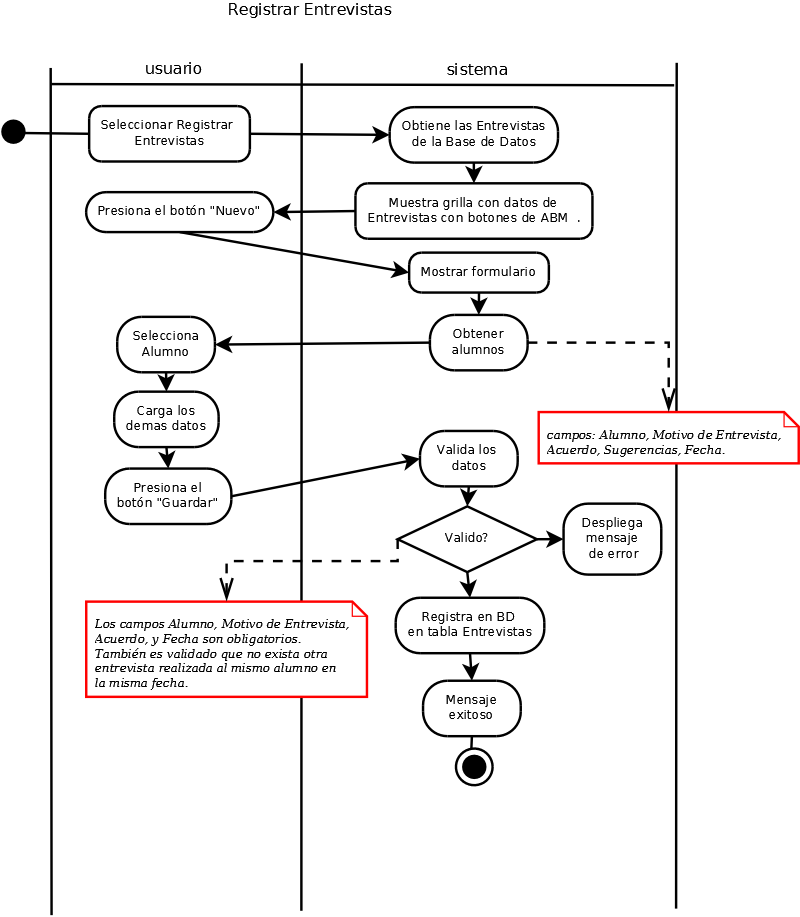 Registrar Entrevistas
usuario
sistema
Seleccionar Registrar
Entrevistas
Obtiene las Entrevistas
de la Base de Datos
Muestra grilla con datos de
Entrevistas con botones de ABM .
Presiona el botón "Nuevo"
Mostrar formulario
Obtener
alumnos
Selecciona
Alumno
Carga los
demas datos
campos: Alumno, Motivo de Entrevista,
Acuerdo, Sugerencias, Fecha.
Presiona el
botón "Guardar"
Valida los
datos
Valido?
Despliega
mensaje
de error
Los campos Alumno, Motivo de Entrevista,
Acuerdo, y Fecha son obligatorios.
También es validado que no exista otra
entrevista realizada al mismo alumno en
la misma fecha.
Registra en BD
en tabla Entrevistas
Mensaje
exitoso